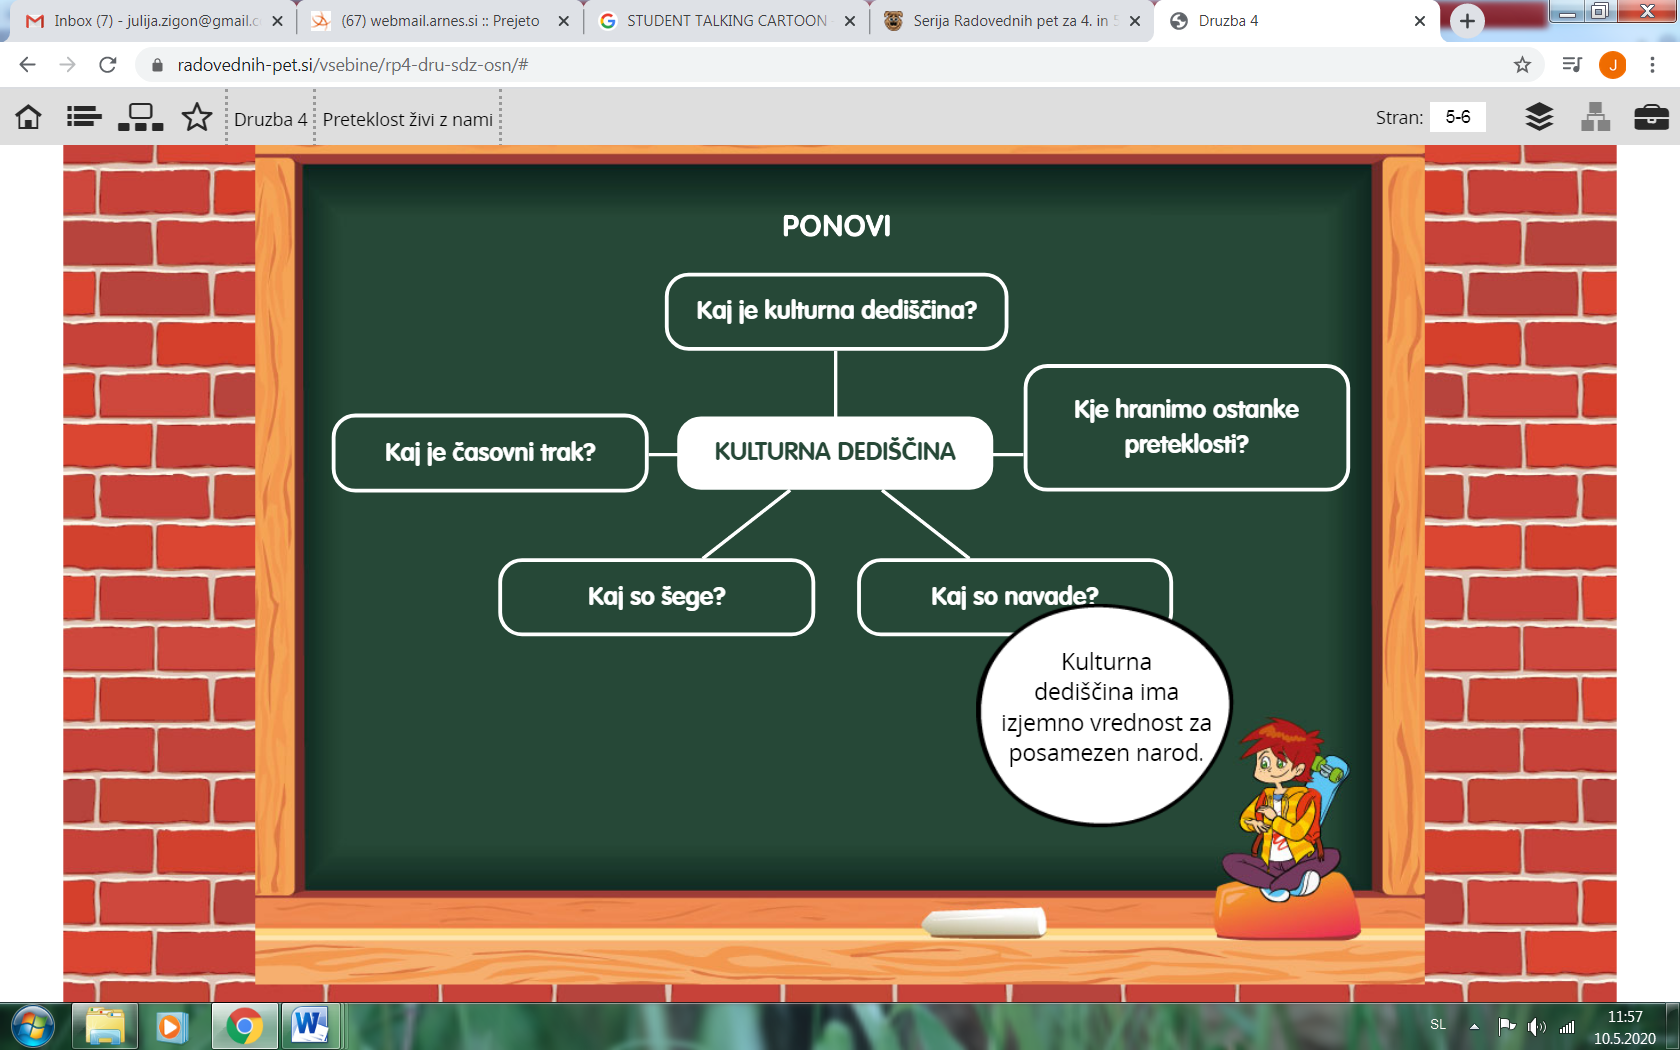 Inbox (7) - julija.zigon@gmail.c
(67) webmail.arnes.si :: Prejeto
STUDENT TALKING CARTOON
Serija Radovednih pet za 4. in 5
Druzba 4
radovednih-pet.si/vsebine/rp4-dru-sdz-osn/#
J
Druzba 4
Preteklost živi z nami
Stran:
5-6
PONOVI
Kaj je kulturna dediščina?
Kje hranimo ostanke
preteklosti?
Kaj je časovni trak?
KULTURNA DEDIŠČINA
Kaj so šege?
Kaj so navade?
Kulturna
dediščina ima
izjemno vrednost za
posamezen narod.
SL
11:57
10.5.2020